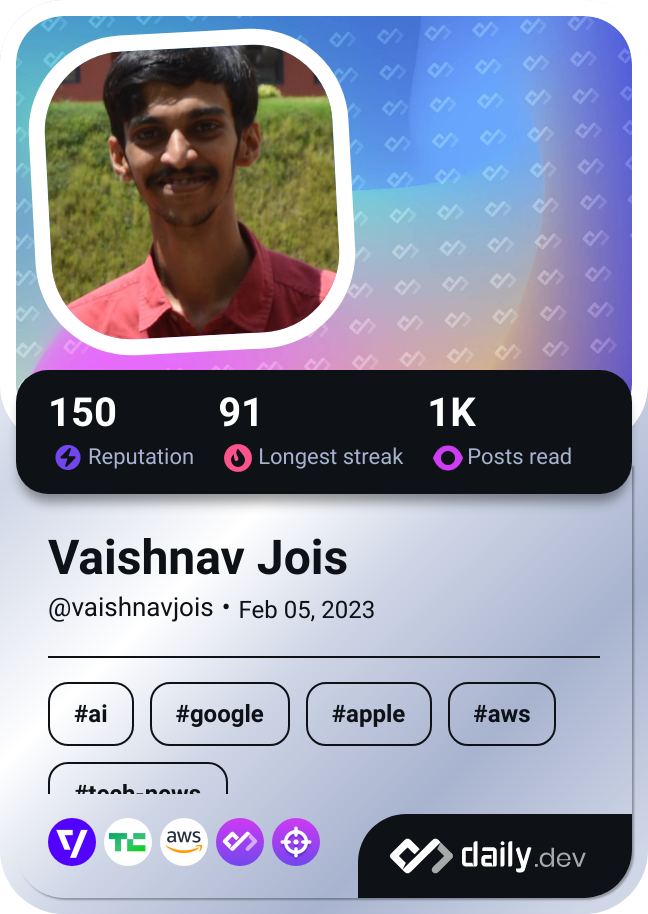 150 91 1K
Reputation Longest streak Posts read
Vaishnav Jois
@vaishnavjois • Feb 05, 2023
#ai #google #apple #aws
#tech-news
TC aws daily.dev